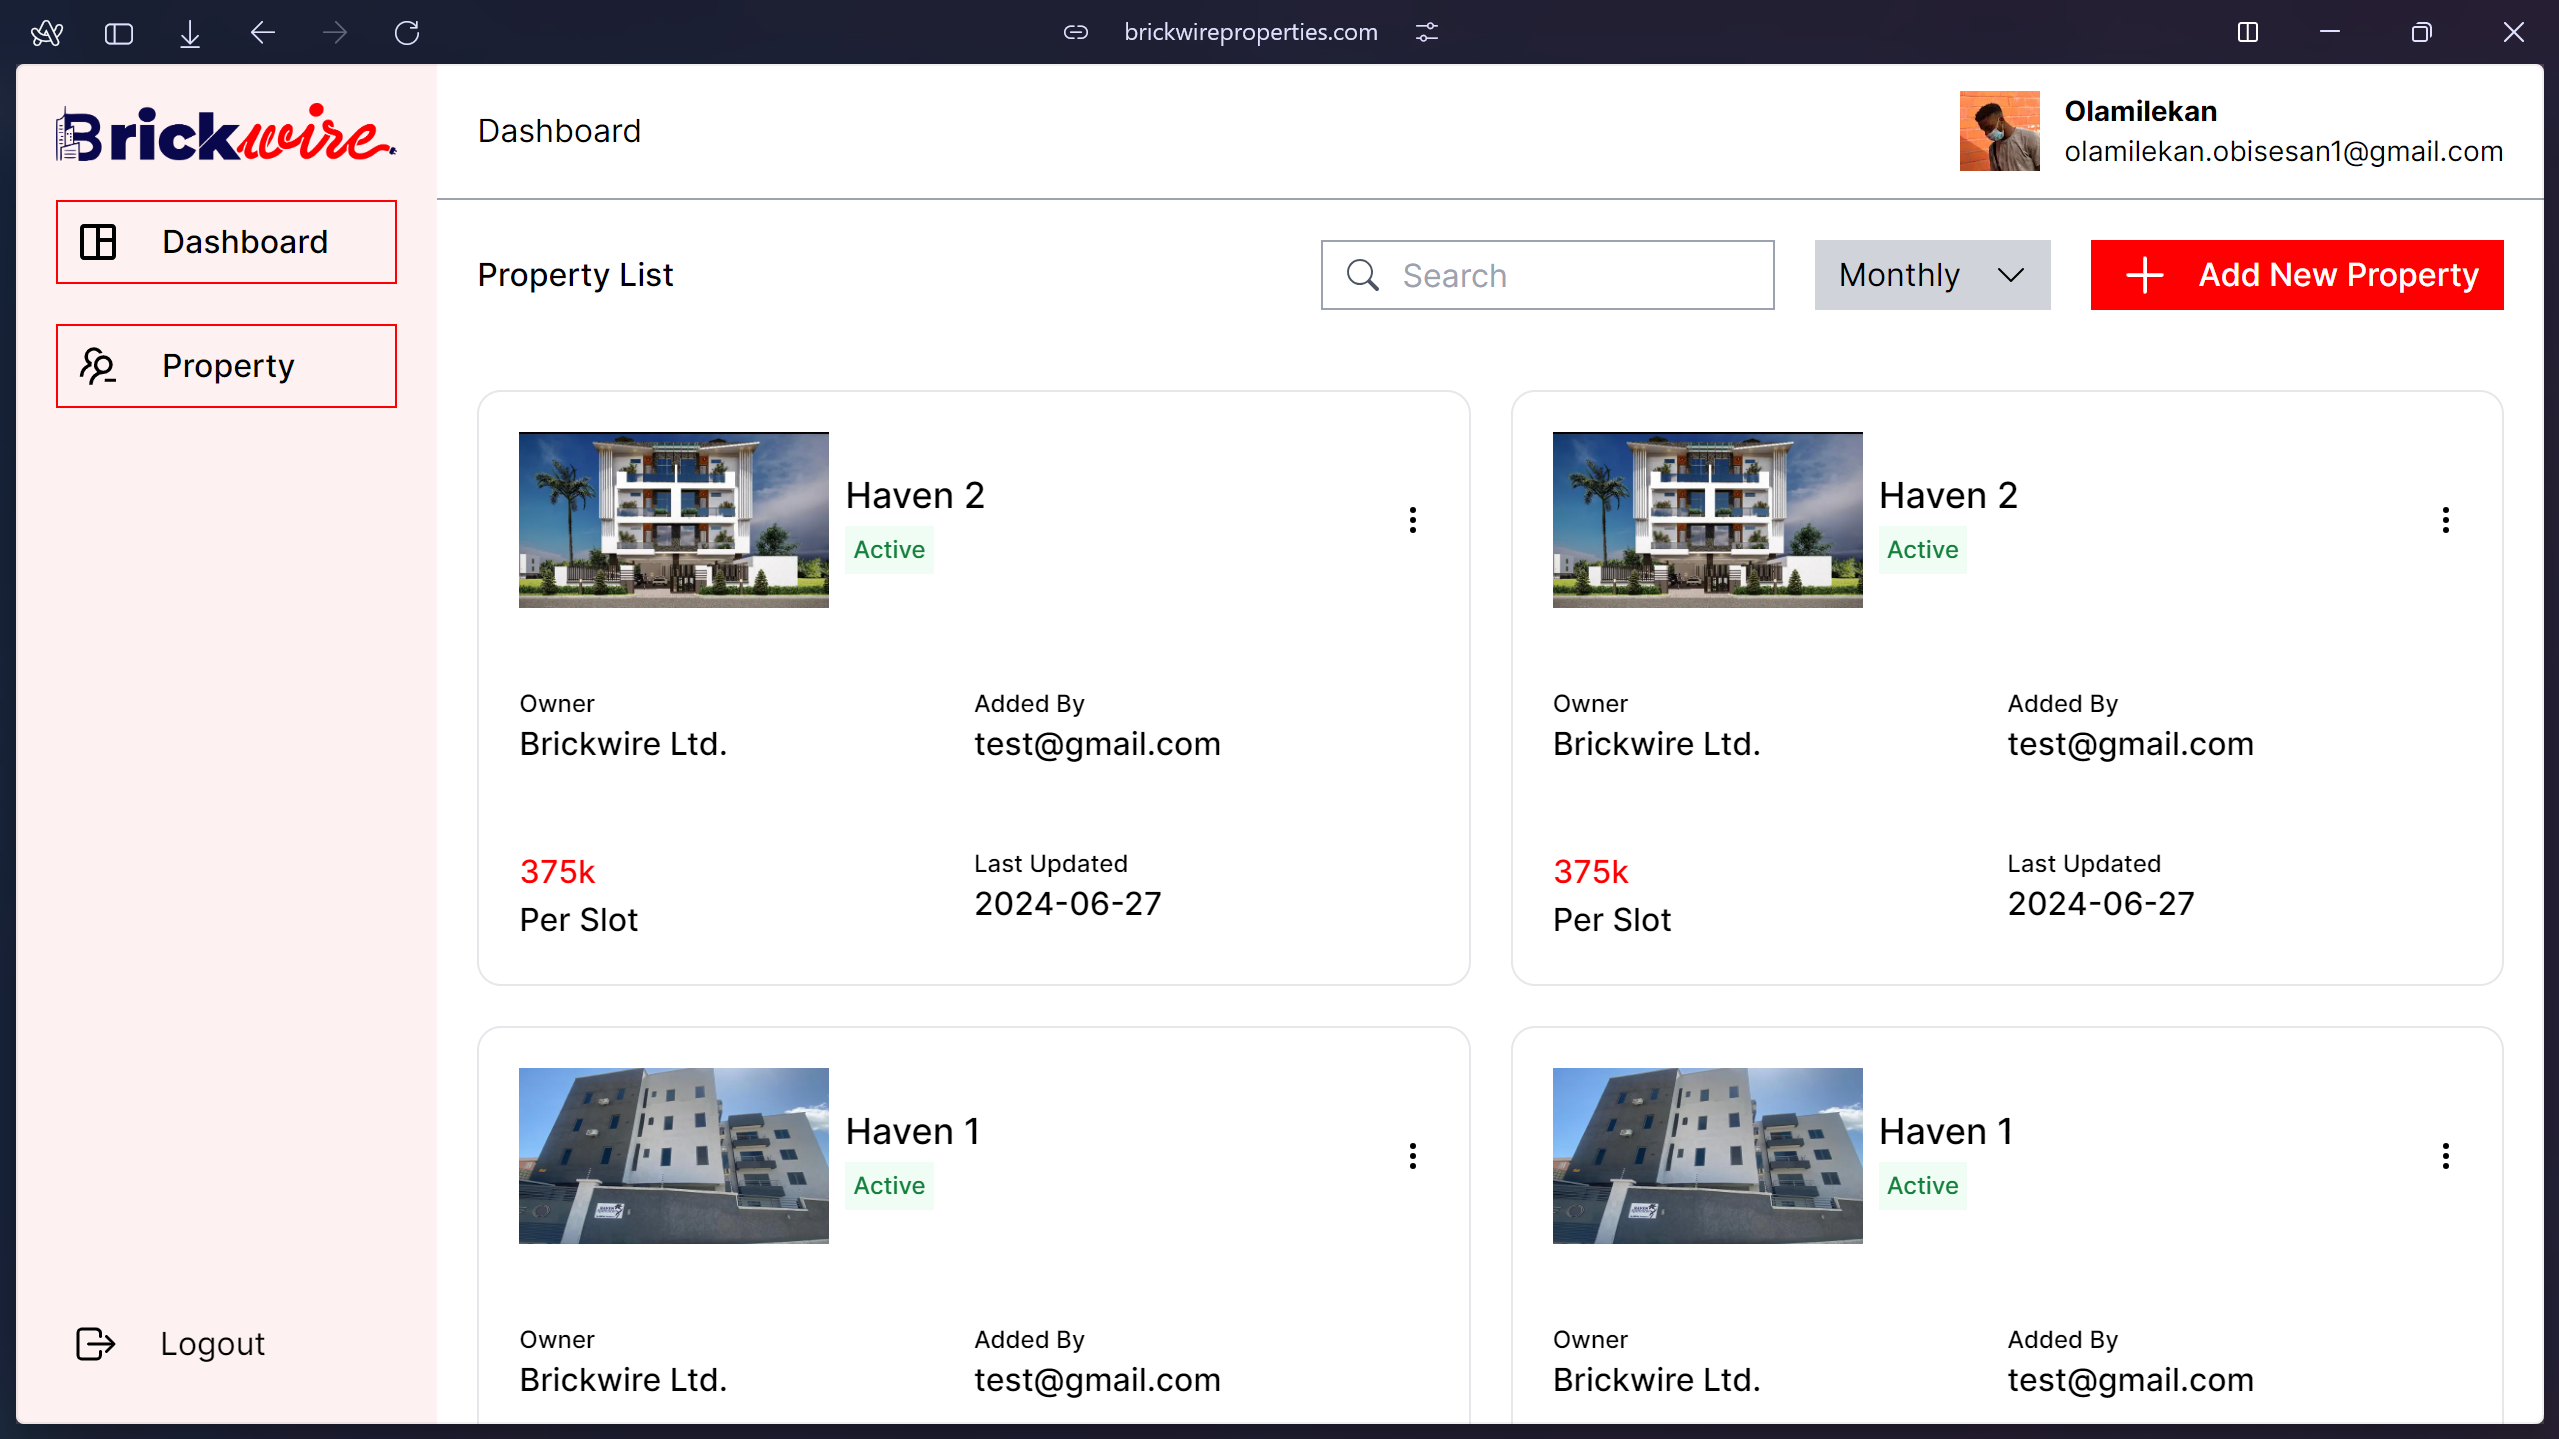 brickwireproperties.com
Brickwire.
Dashboard
Property
Logout
Dashboard
Olamilekan
olamilekan.obisesan1@gmail.com
Property List
Search
Monthly
Add New Property
Haven 2
Active
Owner
Brickwire Ltd.
Added By
test@gmail.com
375k
Per Slot
Last Updated
2024-06-27
Haven 2
Active
Owner
Brickwire Ltd.
Added By
test@gmail.com
375k
Per Slot
Last Updated
2024-06-27
Haven 1
Active
Owner
Brickwire Ltd.
Added By
test@gmail.com
Haven 1
Active
Owner
Brickwire Ltd.
Added By
test@gmail.com